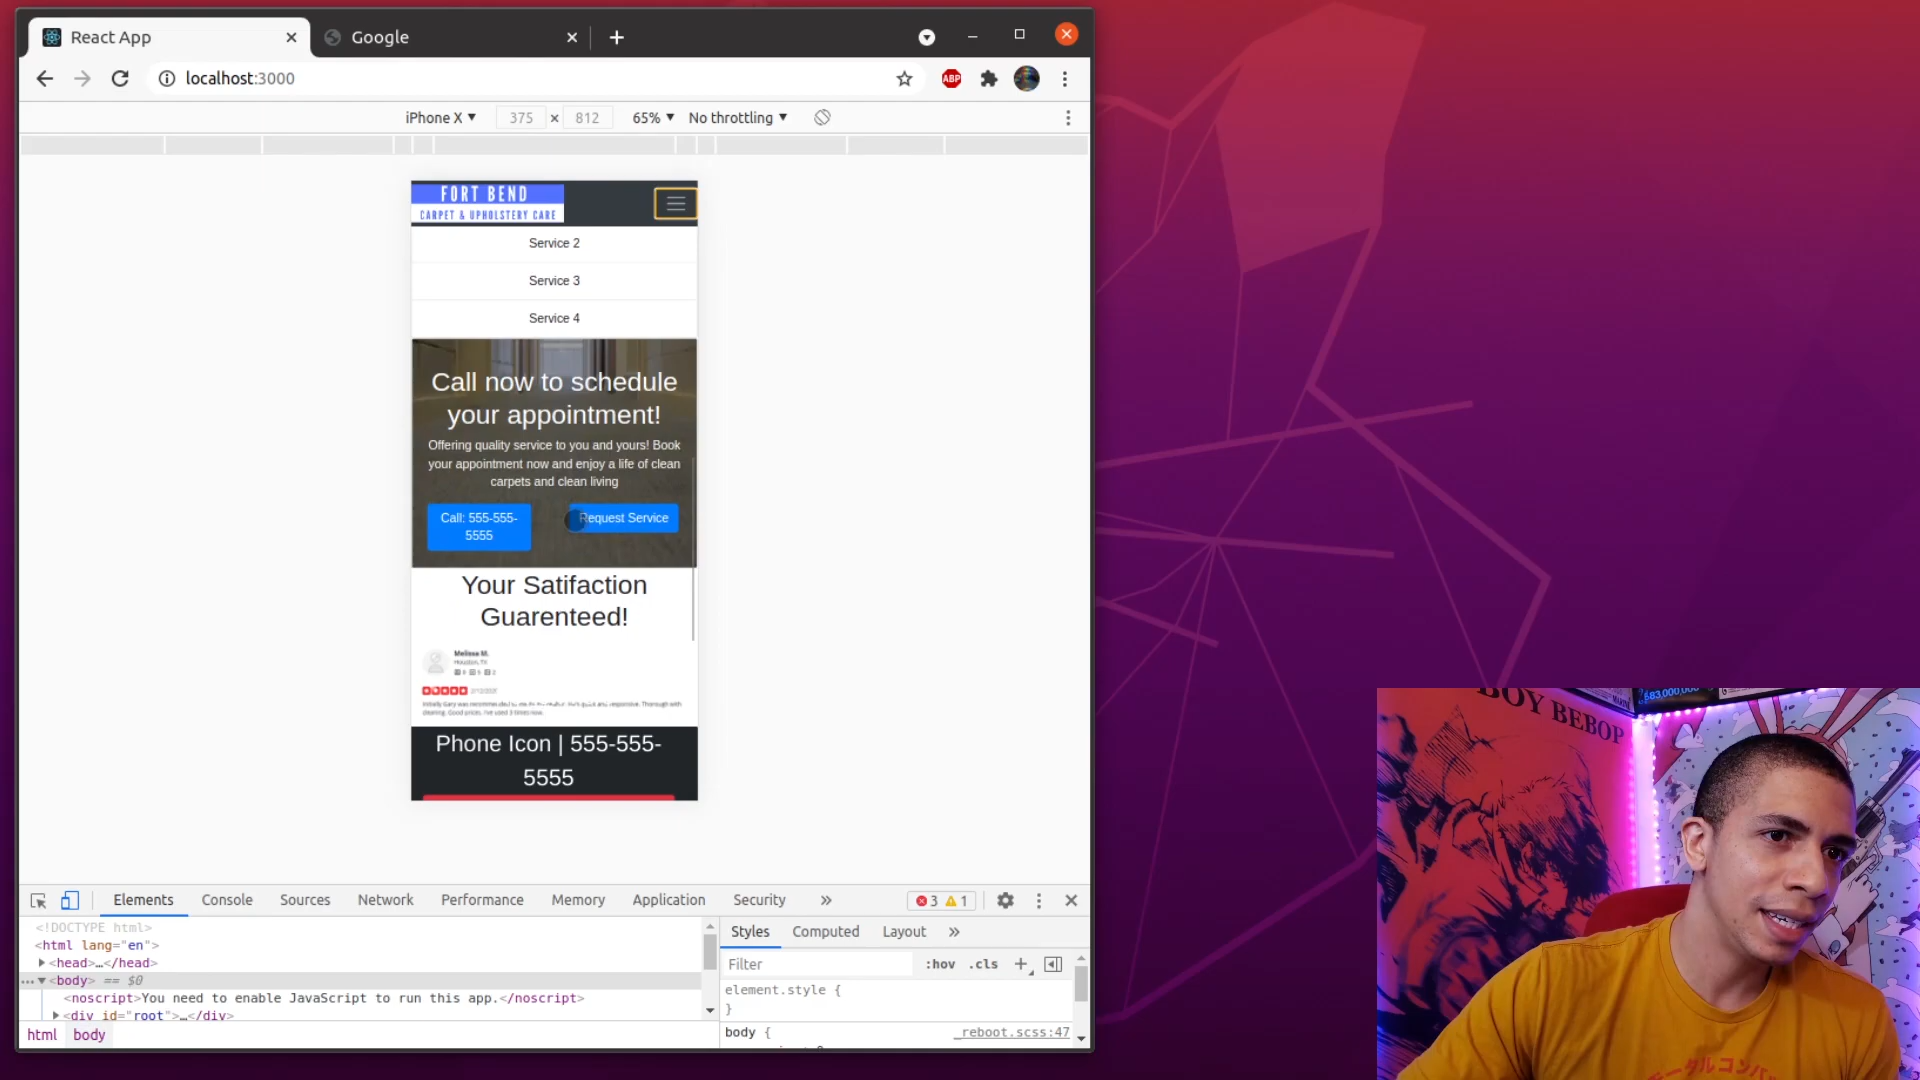 React App
Google
localhost:3000
ABP
iPhone X ▼ 375 × 812 65% ▼ No throttling ▼
FORT BEND
CARPET & UPHOLSTERY CARE
Service 2
Service 3
Service 4
Call now to schedule
your appointment!
Offering quality service to you and yours! Book
your appointment now and enjoy a life of clean
carpets and clean living
Call: 555-555-
5555
Request Service
Your Satifaction
Guarenteed!
Melissa M.
Houston, TX
Phone Icon | 555-555-
5555
Elements Console Sources Network Performance Memory Application Security » 3 1
<!DOCTYPE html>
<html lang="en">
<head>…</head>
<body> == $0
<noscript>You need to enable JavaScript to run this app.</noscript>
<div id="root">…</div>
html body
Styles Computed Layout »
Filter :hov .cls +
element.style {
}
body { _reboot.scss:47
BOY BEBOP